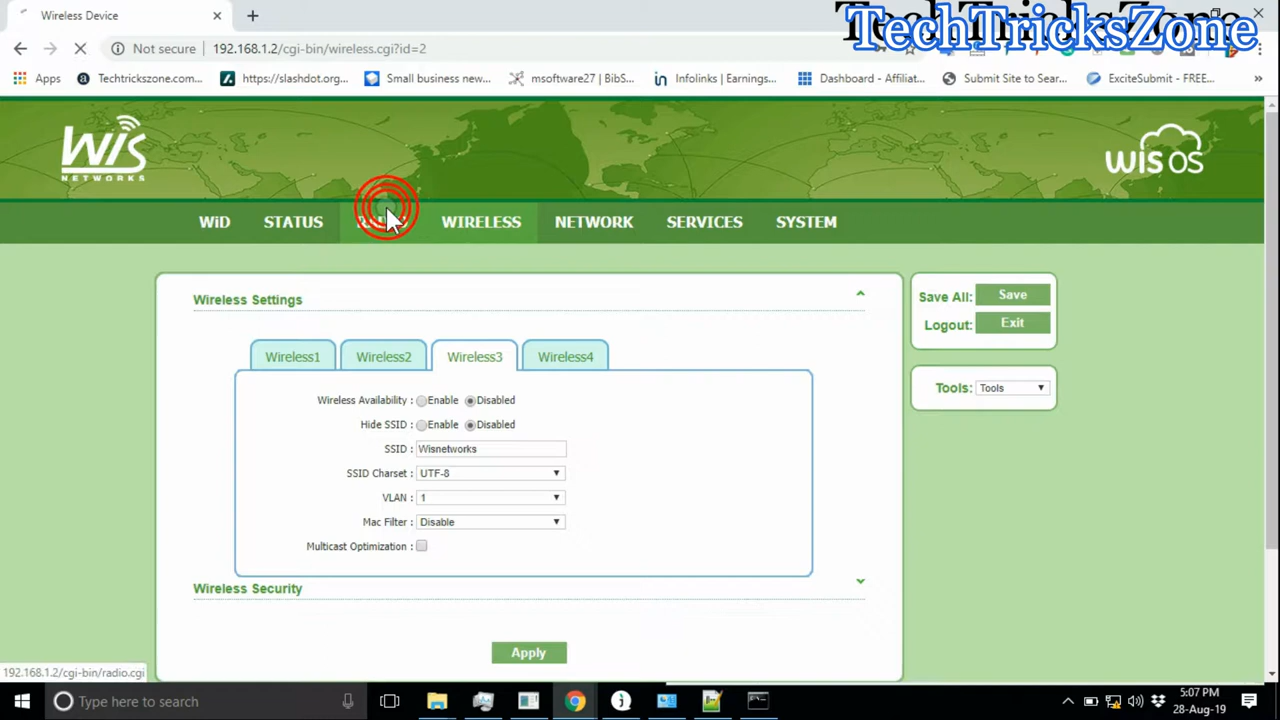 Wireless Device
TechTricksZone
Not secure
192.168.1.2/cgi-bin/wireless.cgi?id=2
Apps
Techtrickszone.com...
https://slashdot.org...
Small business new...
msoftware27 | BibS...
Infolinks | Earnings...
Dashboard - Affiliat...
Submit Site to Sear...
ExciteSubmit - FREE...
»
Wis
NETWORKS
wis os
WiD
STATUS
WIRELESS
NETWORK
SERVICES
SYSTEM
Wireless Settings
Save All: Save
Logout: Exit
Wireless1
Wireless2
Wireless3
Wireless4
Tools: Tools
Wireless Availability : Enable Disabled
Hide SSID : Enable Disabled
SSID : Wisnetworks
SSID Charset : UTF-8
VLAN : 1
Mac Filter : Disable
Multicast Optimization :
Wireless Security
Apply
192.168.1.2/cgi-bin/radio.cgi
Type here to search
5:07 PM
28-Aug-19